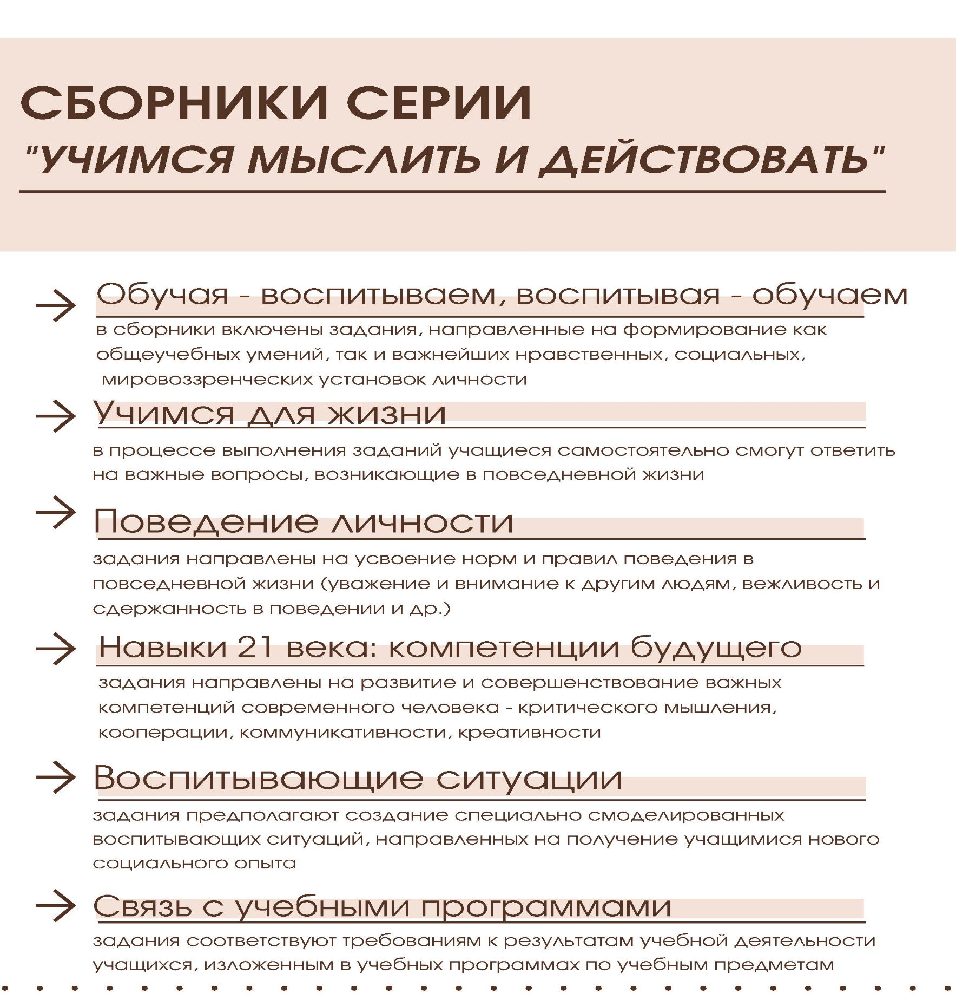 СБОРНИКИ СЕРИИ
"УЧИМСЯ МЫСЛИТЬ И ДЕЙСТВОВАТЬ"
Обучая - воспитываем, воспитывая - обучаем
в сборники включены задания, направленные на формирование как
общеучебных умений, так и важнейших нравственных, социальных,
мировоззренческих установок личности
Учимся для жизни
в процессе выполнения заданий учащиеся самостоятельно смогут ответить
на важные вопросы, возникающие в повседневной жизни
Поведение личности
задания направлены на усвоение норм и правил поведения в
повседневной жизни (уважение и внимание к другим людям, вежливость и
сдержанность в поведении и др.)
Навыки 21 века: компетенции будущего
задания направлены на развитие и совершенствование важных
компетенций современного человека - критического мышления,
кооперации, коммуникативности, креативности
Воспитывающие ситуации
задания предполагают создание специально смоделированных
воспитывающих ситуаций, направленных на получение учащимися нового
социального опыта
Связь с учебными программами
задания соответствуют требованиям к результатам учебной деятельности
учащихся, изложенным в учебных программах по учебным предметам